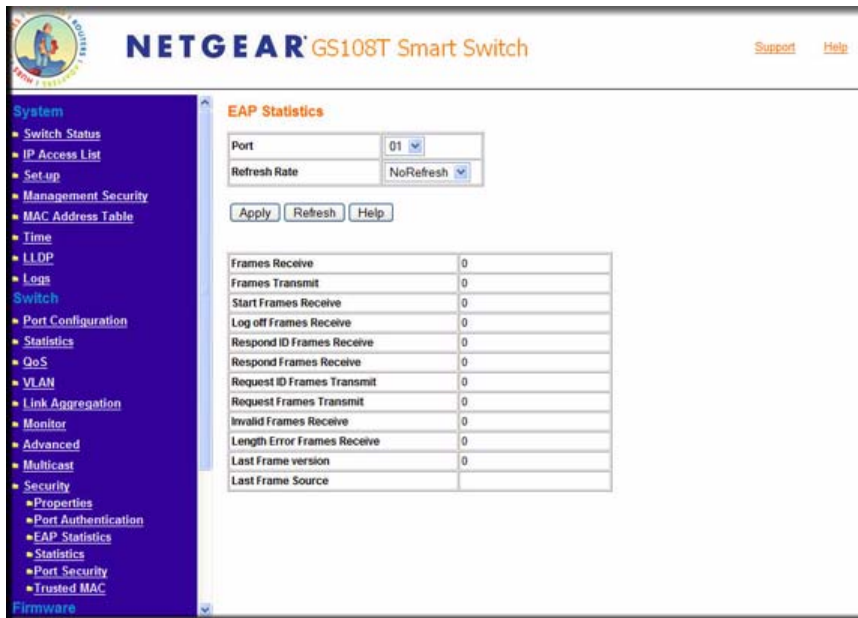 ROUTERS
HUBS
NETGEAR GS108T Smart Switch
Support
Help
System
Switch Status
IP Access List
Set-up
Management Security
MAC Address Table
Time
LLDP
Logs
Switch
Port Configuration
Statistics
QoS
VLAN
Link Aggregation
Monitor
Advanced
Multicast
Security
Properties
Port Authentication
EAP Statistics
Statistics
Port Security
Trusted MAC
Firmware
EAP Statistics
Port 01
Refresh Rate NoRefresh
Apply Refresh Help
Frames Receive 0
Frames Transmit 0
Start Frames Receive 0
Log off Frames Receive 0
Respond ID Frames Receive 0
Respond Frames Receive 0
Request ID Frames Transmit 0
Request Frames Transmit 0
Invalid Frames Receive 0
Length Error Frames Receive 0
Last Frame version 0
Last Frame Source